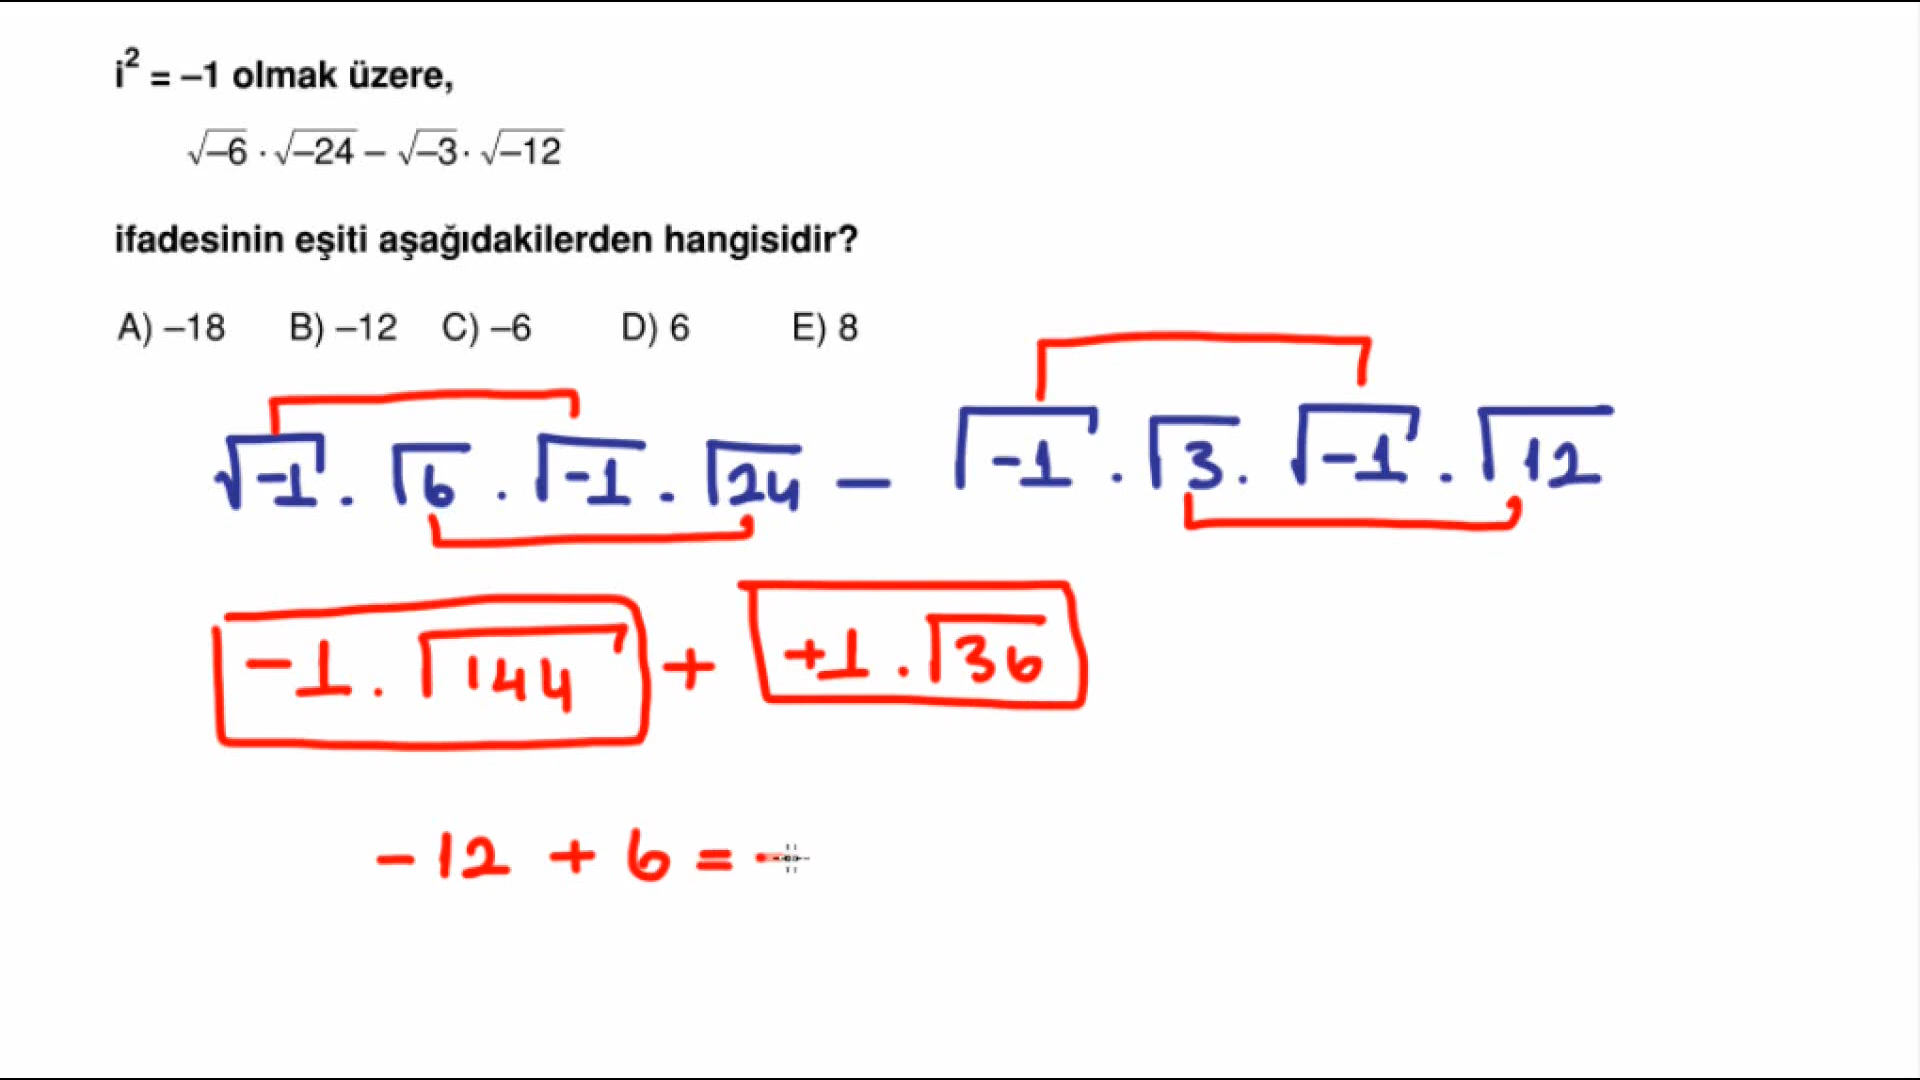 i² = –1 olmak üzere,
√–6 · √–24 – √–3 · √–12
ifadesinin eşiti aşağıdakilerden hangisidir?
A) –18 B) –12 C) –6 D) 6 E) 8
√-1 . √6 . √-1 . √24 – √-1 . √3 . √-1 . √12
-1 . √144 + +1 . √36
-12 + 6 = -